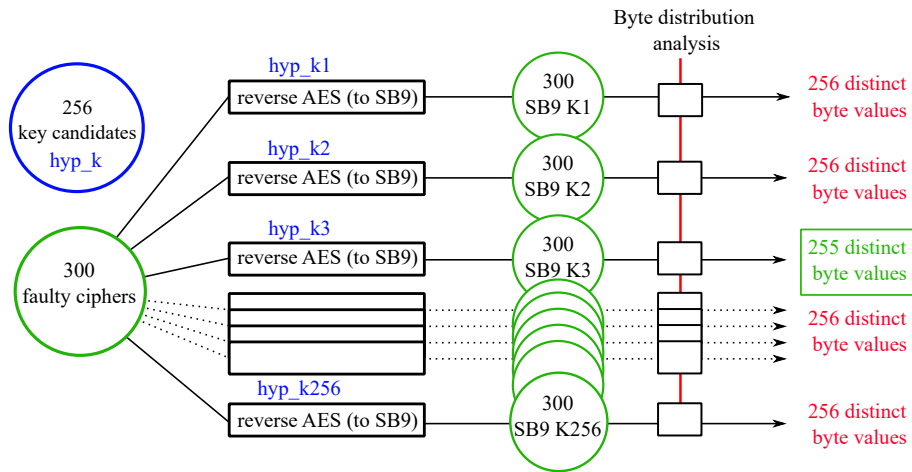 Byte distribution
analysis
256
key candidates
hyp_k
hyp_k1
reverse AES (to SB9)
300
SB9 K1
256 distinct
byte values
hyp_k2
reverse AES (to SB9)
300
SB9 K2
256 distinct
byte values
300
faulty ciphers
hyp_k3
reverse AES (to SB9)
300
SB9 K3
255 distinct
byte values
256 distinct
byte values
hyp_k256
reverse AES (to SB9)
300
SB9 K256
256 distinct
byte values